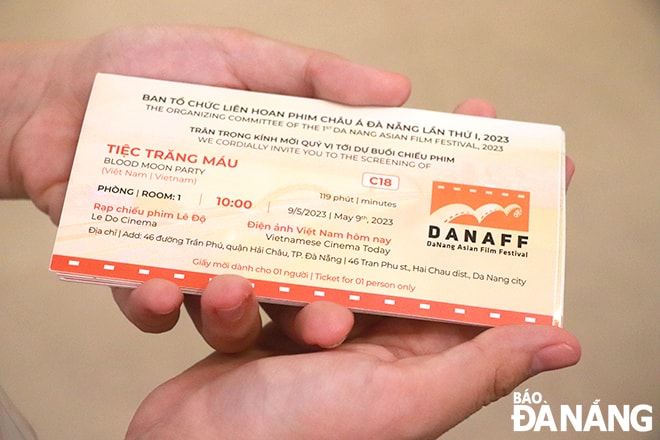 BAN TỔ CHỨC LIÊN HOAN PHIM CHÂU Á ĐÀ NẴNG LẦN THỨ I, 2023
THE ORGANIZING COMMITTEE OF THE 1ST DA NANG ASIAN FILM FESTIVAL, 2023
TRÂN TRỌNG KÍNH MỜI QUÝ VỊ TỚI DỰ BUỔI CHIẾU PHIM
WE CORDIALLY INVITE YOU TO THE SCREENING OF
TIỆC TRĂNG MÁU
BLOOD MOON PARTY
(Việt Nam | Vietnam)
C18
PHÒNG | ROOM: 1
10:00
119 phút | minutes
9/5/2023 | May 9th, 2023
Rạp chiếu phim Lê Độ
Le Do Cinema
Điện ảnh Việt Nam hôm nay
Vietnamese Cinema Today
Địa chỉ | Add: 46 đường Trần Phú, quận Hải Châu, TP. Đà Nẵng | 46 Tran Phu st., Hai Chau dist., Da Nang city
Giấy mời dành cho 01 người | Ticket for 01 person only
DANAFF
DaNang Asian Film Festival
BÁO
ĐÀ NẴNG